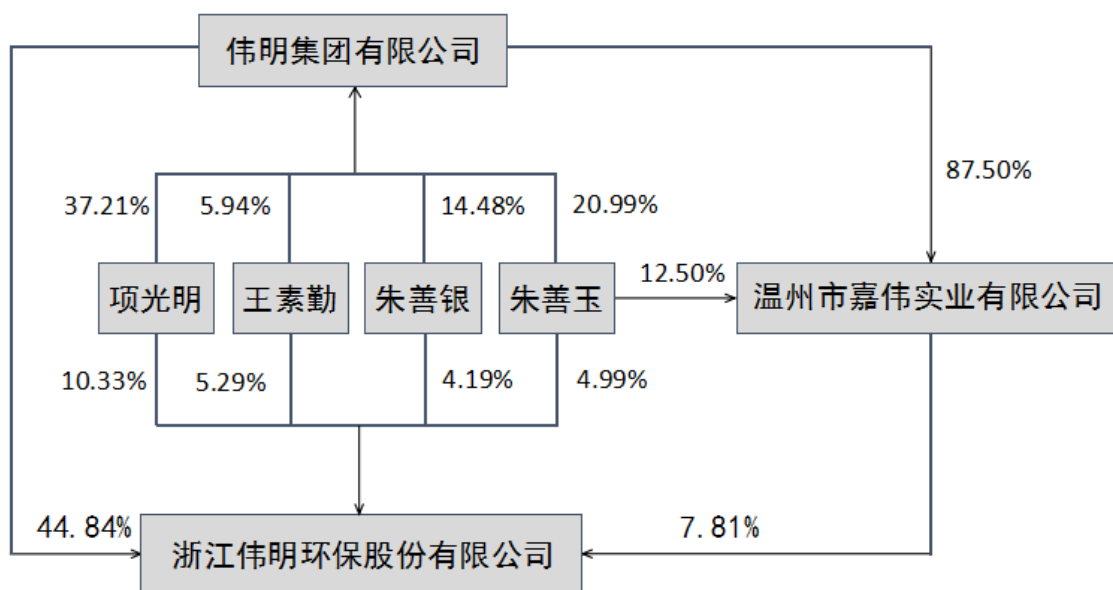 伟明集团有限公司
87.50%
37.21%
5.94%
14.48%
20.99%
项光明
王素勤
朱善银
朱善玉
12.50%
温州市嘉伟实业有限公司
10.33%
5.29%
4.19%
4.99%
44.84%
7.81%
浙江伟明环保股份有限公司